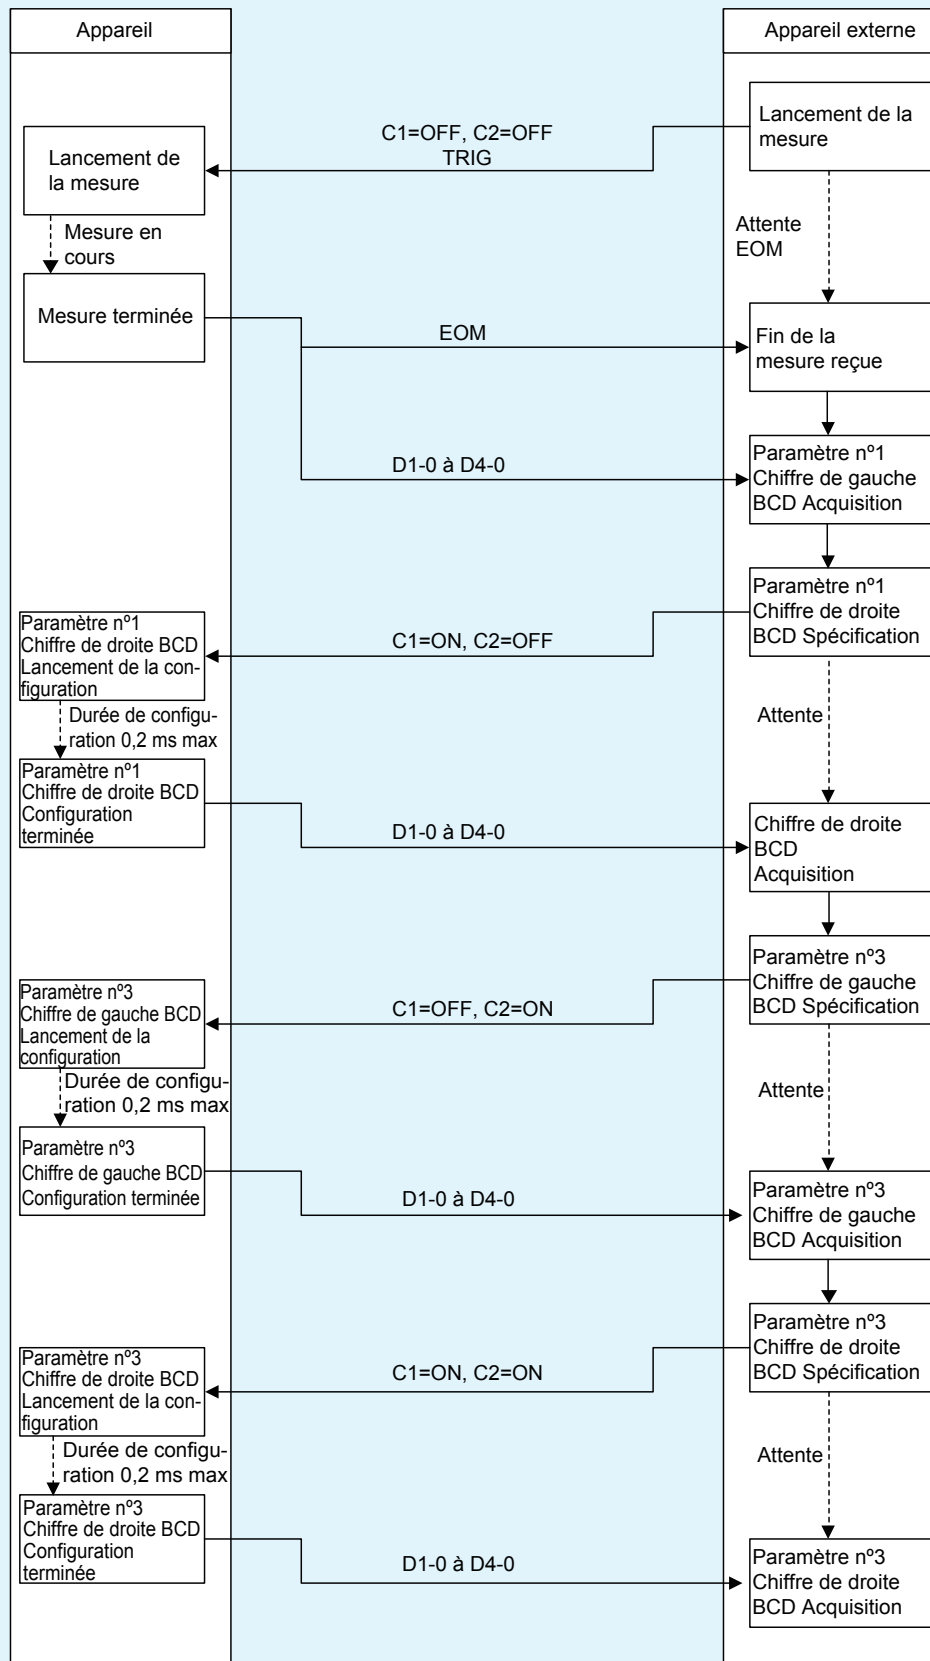 Appareil
Appareil externe
Lancement de la
mesure
C1=OFF, C2=OFF
TRIG
Lancement de
la mesure
Attente
EOM
Mesure en
cours
Mesure terminée
EOM
Fin de la
mesure reçue
D1-0 à D4-0
Paramètre nº1
Chiffre de gauche
BCD Acquisition
Paramètre nº1
Chiffre de droite
BCD Spécification
C1=ON, C2=OFF
Paramètre nº1
Chiffre de droite BCD
Lancement de la con-
figuration
Attente
Durée de configu-
ration 0,2 ms max
Paramètre nº1
Chiffre de droite BCD
Configuration
terminée
D1-0 à D4-0
Chiffre de droite
BCD
Acquisition
Paramètre nº3
Chiffre de gauche
BCD Spécification
C1=OFF, C2=ON
Paramètre nº3
Chiffre de gauche BCD
Lancement de la
configuration
Attente
Durée de configu-
ration 0,2 ms max
Paramètre nº3
Chiffre de gauche BCD
Configuration terminée
D1-0 à D4-0
Paramètre nº3
Chiffre de gauche
BCD Acquisition
Paramètre nº3
Chiffre de droite
BCD Spécification
C1=ON, C2=ON
Paramètre nº3
Chiffre de droite BCD
Lancement de la con-
figuration
Attente
Durée de configu-
ration 0,2 ms max
Paramètre nº3
Chiffre de droite BCD
Configuration
terminée
D1-0 à D4-0
Paramètre nº3
Chiffre de droite
BCD Acquisition